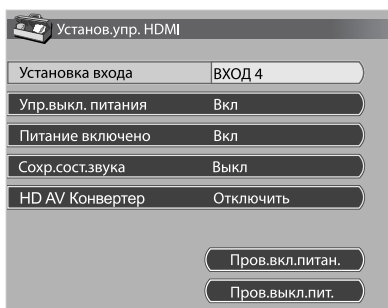 Установ.упр. HDMI
Установка входа ВХОД 4
Упр.выкл. питания Вкл
Питание включено Вкл
Сохр.сост.звука Выкл
HD AV Конвертер Отключить
Пров.вкл.питан.
Пров.выкл.пит.